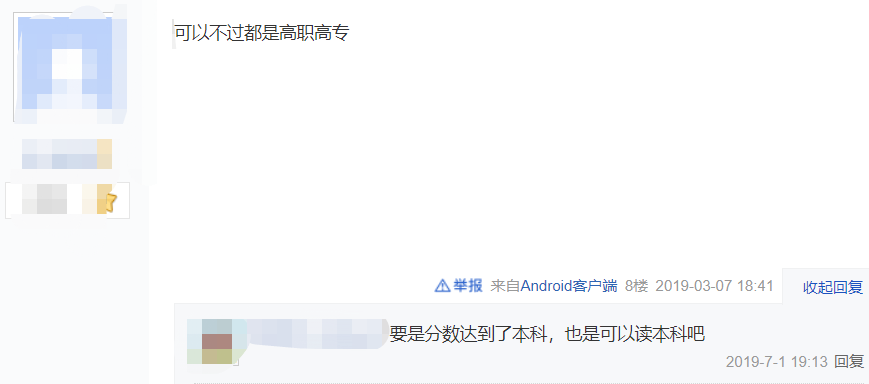 可以不过都是高职高专
举报 来自Android客户端 8楼 2019-03-07 18:41 收起回复
要是分数达到了本科，也是可以读本科吧
2019-7-1 19:13 回复